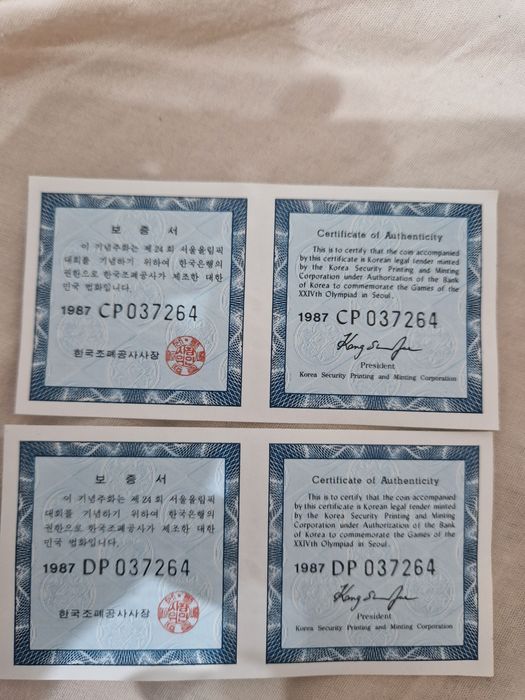 보 증 서
이 기념주화는 제24회 서울올림픽
대회를 기념하기 위하여 한국은행의
권한으로 한국조폐공사가 제조한 대한
민국 법화입니다.
1987 CP 037264
한국조폐공사사장
Certificate of Authenticity
This is to certify that the coin accompanied
by this certificate is Korean legal tender minted
by the Korea Security Printing and Minting
Corporation under Authorization of the Bank
of Korea to commemorate the Games of the
XXIVth Olympiad in Seoul.
1987 CP 037264
President
Korea Security Printing and Minting Corporation
보 증 서
이 기념주화는 제24회 서울올림픽
대회를 기념하기 위하여 한국은행의
권한으로 한국조폐공사가 제조한 대한
민국 법화입니다.
1987 DP 037264
한국조폐공사사장
Certificate of Authenticity
This is to certify that the coin accompanied
by this certificate is Korean legal tender minted
by the Korea Security Printing and Minting
Corporation under Authorization of the Bank
of Korea to commemorate the Games of the
XXIVth Olympiad in Seoul.
1987 DP 037264
President
Korea Security Printing and Minting Corporation